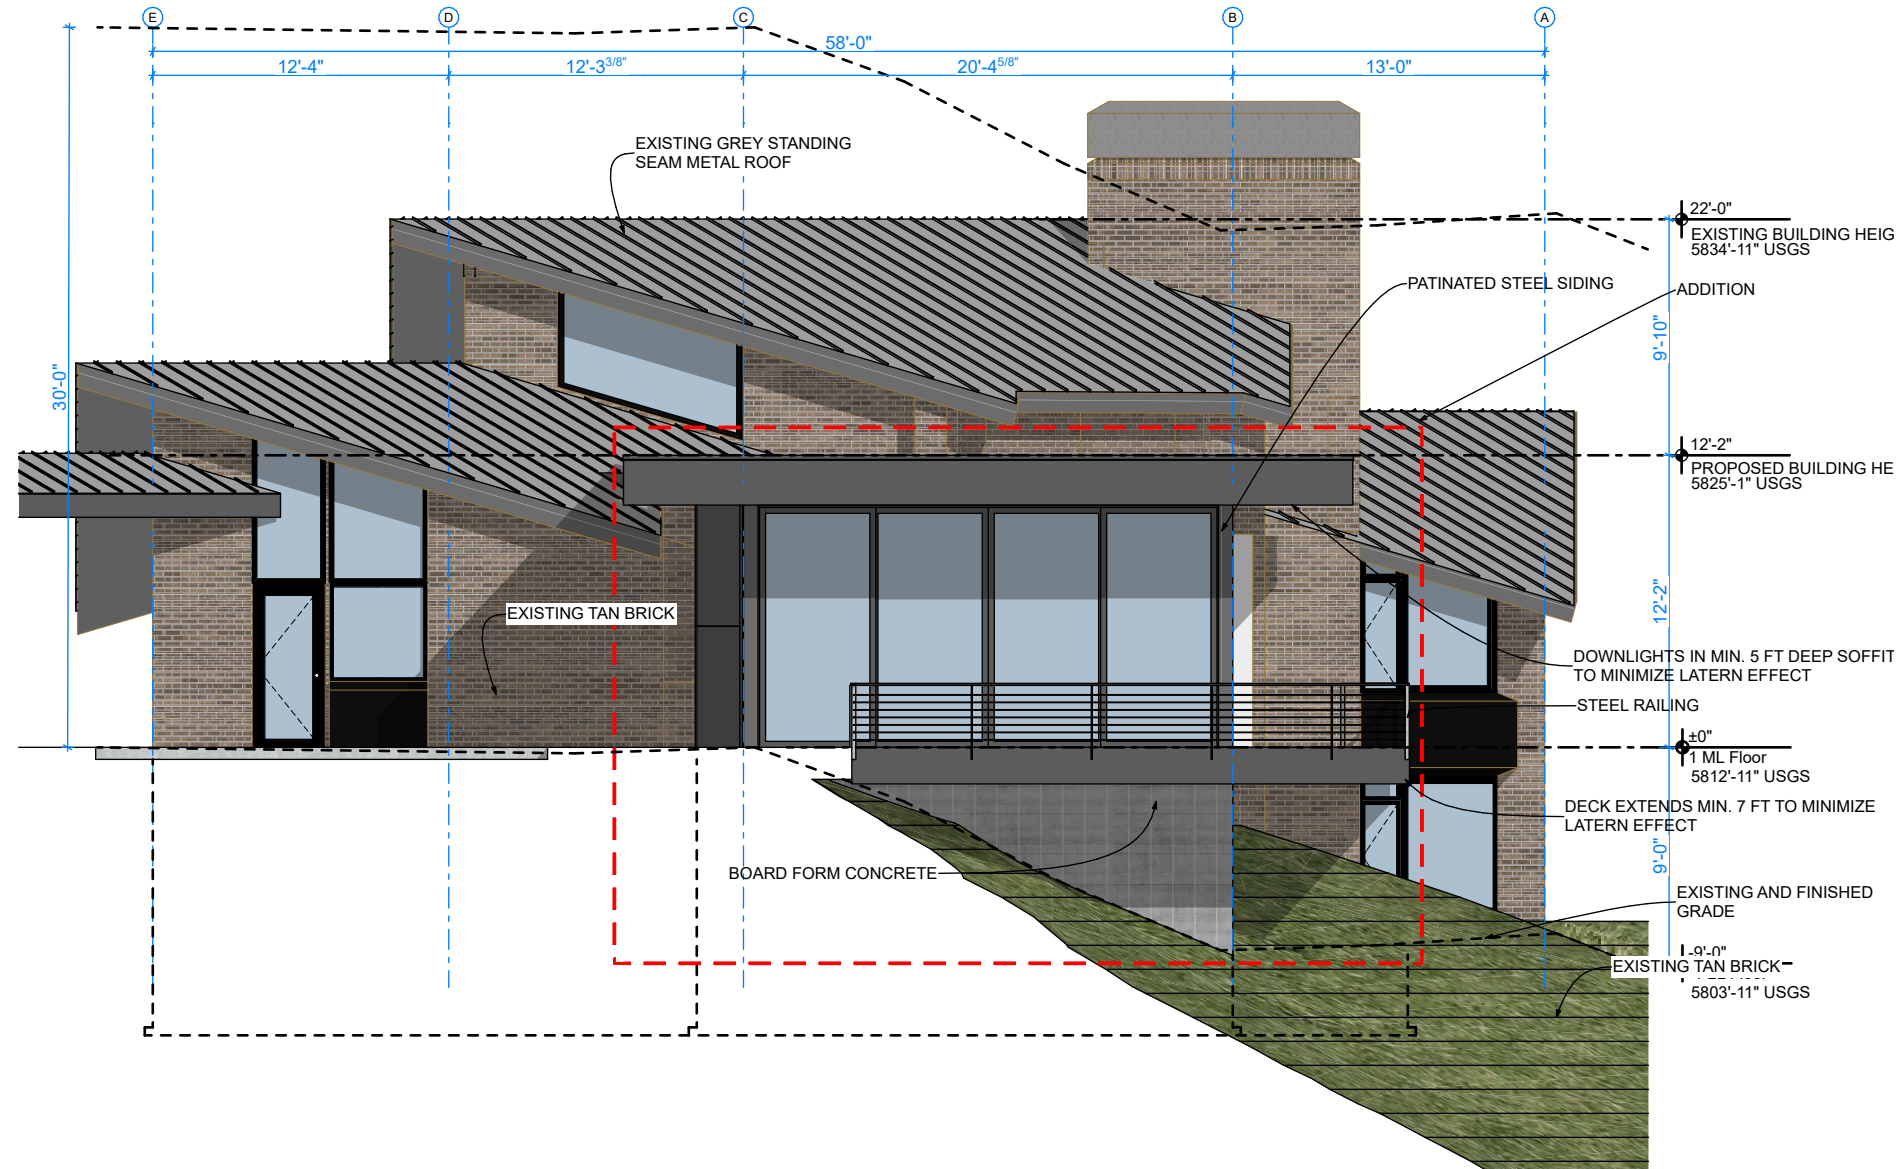 E D C B A
58'-0"
12'-4" 12'-3 3/8" 20'-4 5/8" 13'-0"
EXISTING GREY STANDING
SEAM METAL ROOF
22'-0"
EXISTING BUILDING HEIG
5834'-11" USGS
PATINATED STEEL SIDING
ADDITION
9'-10"
30'-0"
12'-2"
PROPOSED BUILDING HE
5825'-1" USGS
12'-2"
EXISTING TAN BRICK
DOWNLIGHTS IN MIN. 5 FT DEEP SOFFIT
TO MINIMIZE LATERN EFFECT
STEEL RAILING
±0"
1 ML Floor
5812'-11" USGS
DECK EXTENDS MIN. 7 FT TO MINIMIZE
LATERN EFFECT
9'-0"
BOARD FORM CONCRETE
EXISTING AND FINISHED
GRADE
-9'-0"
EXISTING TAN BRICK
5803'-11" USGS